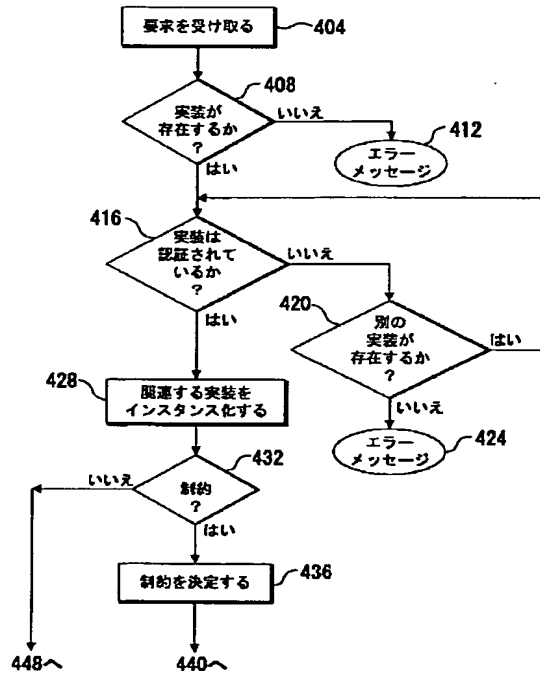 要求を受け取る
404
408
実装が
存在するか
?
いいえ
412
エラー
メッセージ
はい
416
実装は
認証されて
いるか
?
いいえ
420
別の
実装が
存在するか
?
はい
はい
428
関連する実装を
インスタンス化する
いいえ
エラー
メッセージ
424
432
いいえ
制約
?
はい
制約を決定する
436
448へ
440へ